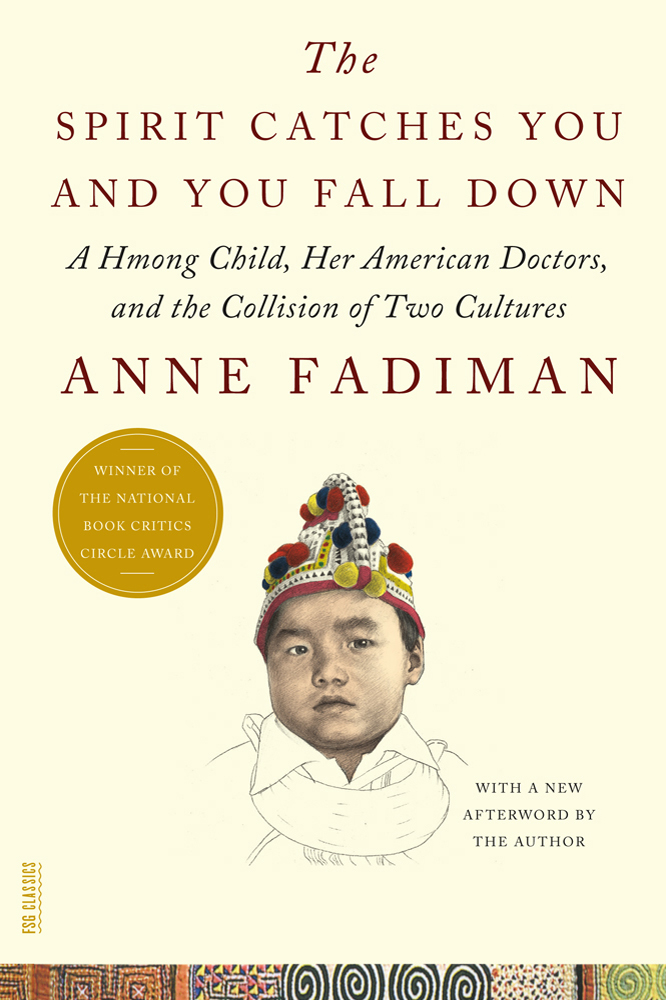 The
SPIRIT CATCHES YOU
AND YOU FALL DOWN
A Hmong Child, Her American Doctors,
and the Collision of Two Cultures
ANNE FADIMAN
WINNER OF
THE NATIONAL
BOOK CRITICS
CIRCLE AWARD
WITH A NEW
AFTERWORD BY
THE AUTHOR
FSG CLASSICS